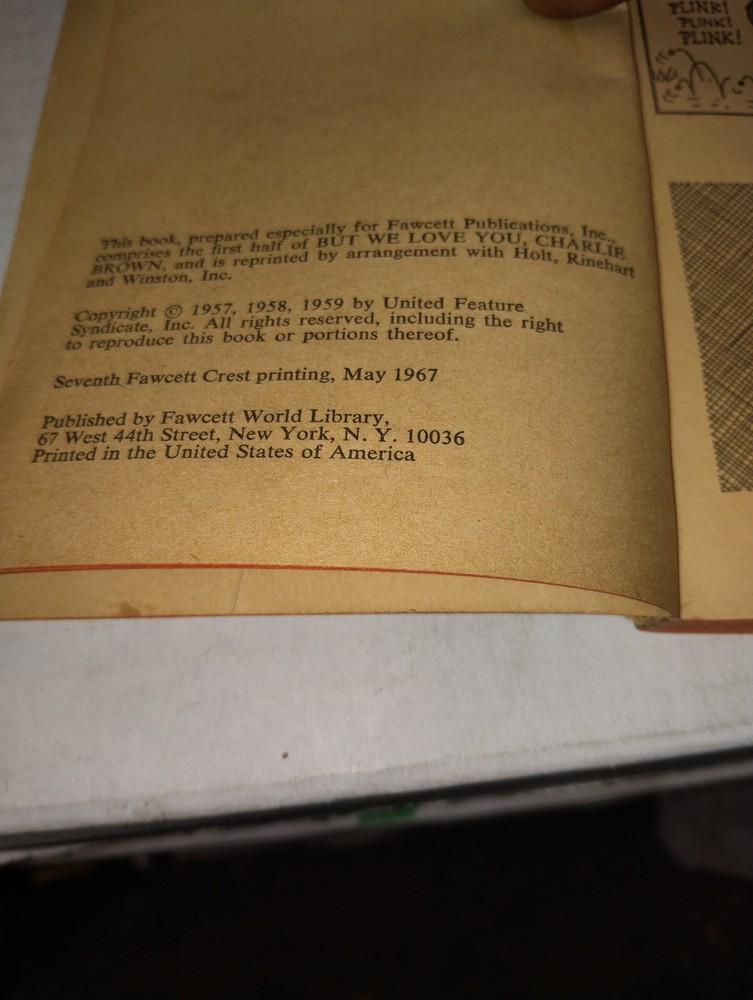 This book, prepared especially for Fawcett Publications, Inc.,
comprises the first half of BUT WE LOVE YOU, CHARLIE
BROWN, and is reprinted by arrangement with Holt, Rinehart
and Winston, Inc.
Copyright © 1957, 1958, 1959 by United Feature
Syndicate, Inc. All rights reserved, including the right
to reproduce this book or portions thereof.
Seventh Fawcett Crest printing, May 1967
Published by Fawcett World Library,
67 West 44th Street, New York, N. Y. 10036
Printed in the United States of America
PLINK!
PLINK!
PLINK!